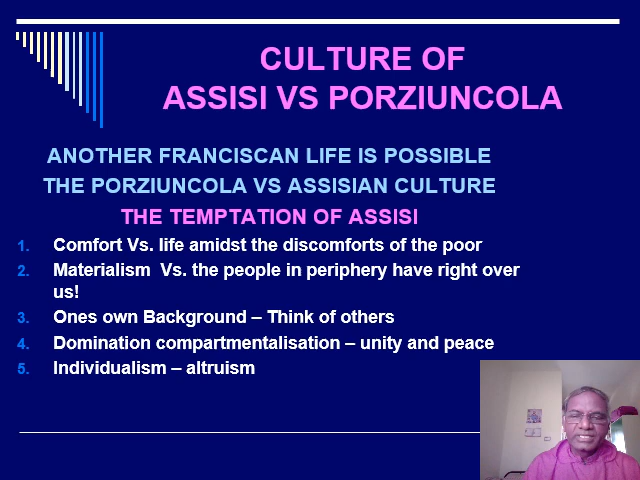 CULTURE OF
ASSISI VS PORZIUNCOLA
ANOTHER FRANCISCAN LIFE IS POSSIBLE
THE PORZIUNCOLA VS ASSISIAN CULTURE
THE TEMPTATION OF ASSISI
1. Comfort Vs. life amidst the discomforts of the poor
2. Materialism Vs. the people in periphery have right over
us!
3. Ones own Background – Think of others
4. Domination compartmentalisation – unity and peace
5. Individualism – altruism